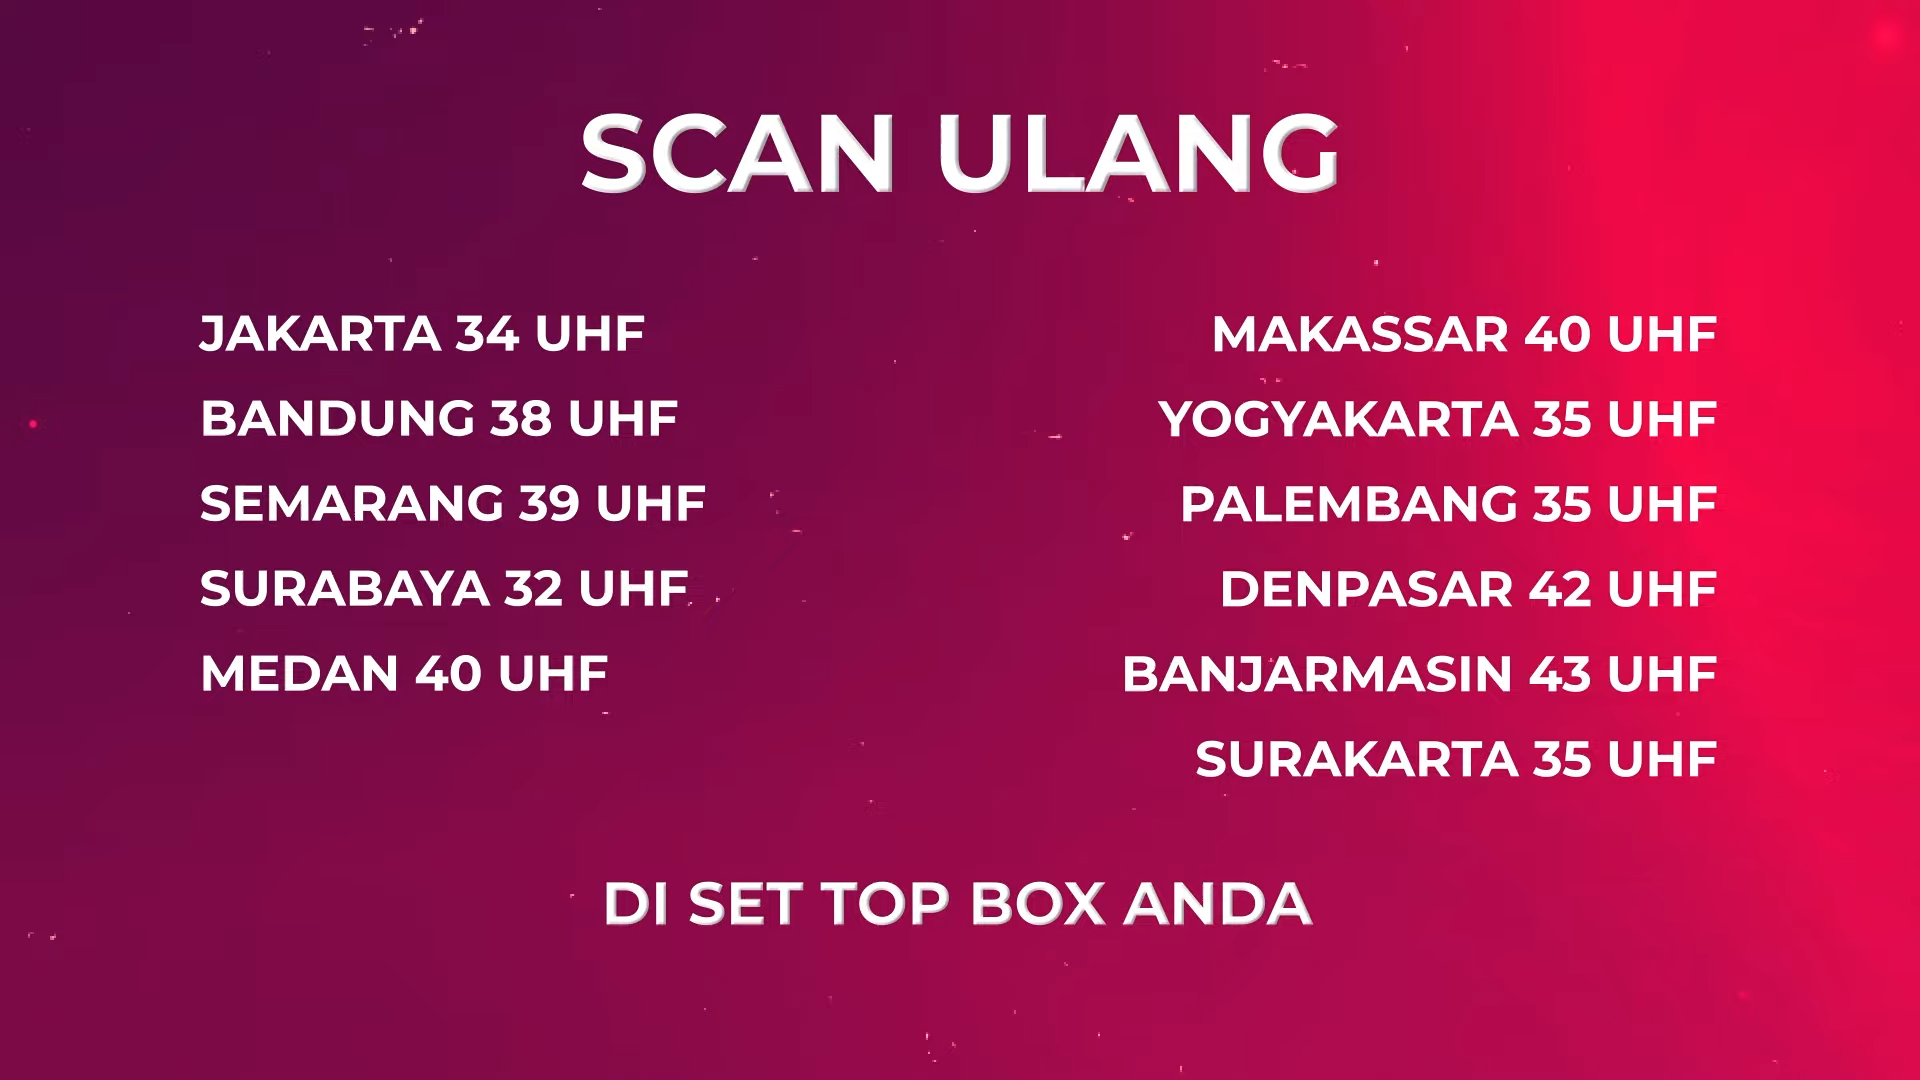 SCAN ULANG
JAKARTA 34 UHF
BANDUNG 38 UHF
SEMARANG 39 UHF
SURABAYA 32 UHF
MEDAN 40 UHF
MAKASSAR 40 UHF
YOGYAKARTA 35 UHF
PALEMBANG 35 UHF
DENPASAR 42 UHF
BANJARMASIN 43 UHF
SURAKARTA 35 UHF
DI SET TOP BOX ANDA